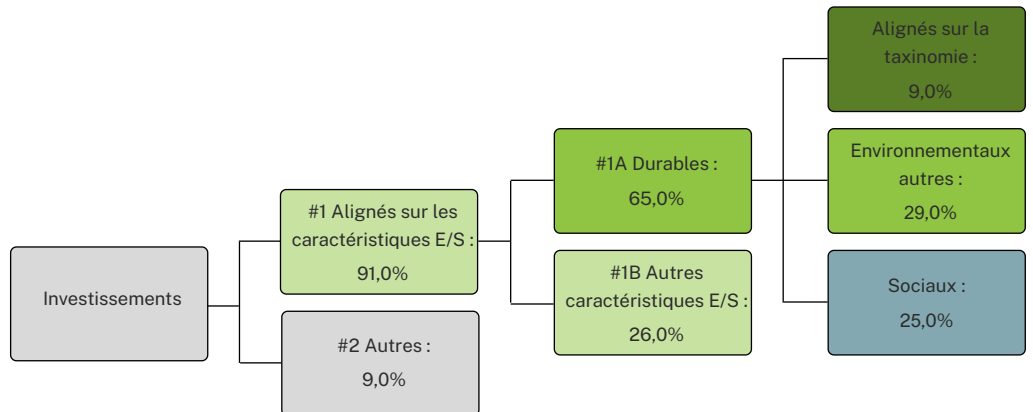 Investissements
#1 Alignés sur les
caractéristiques E/S :
91,0%
#2 Autres :
9,0%
#1A Durables :
65,0%
#1B Autres
caractéristiques E/S :
26,0%
Alignés sur la
taxinomie :
9,0%
Environnementaux
autres :
29,0%
Sociaux :
25,0%